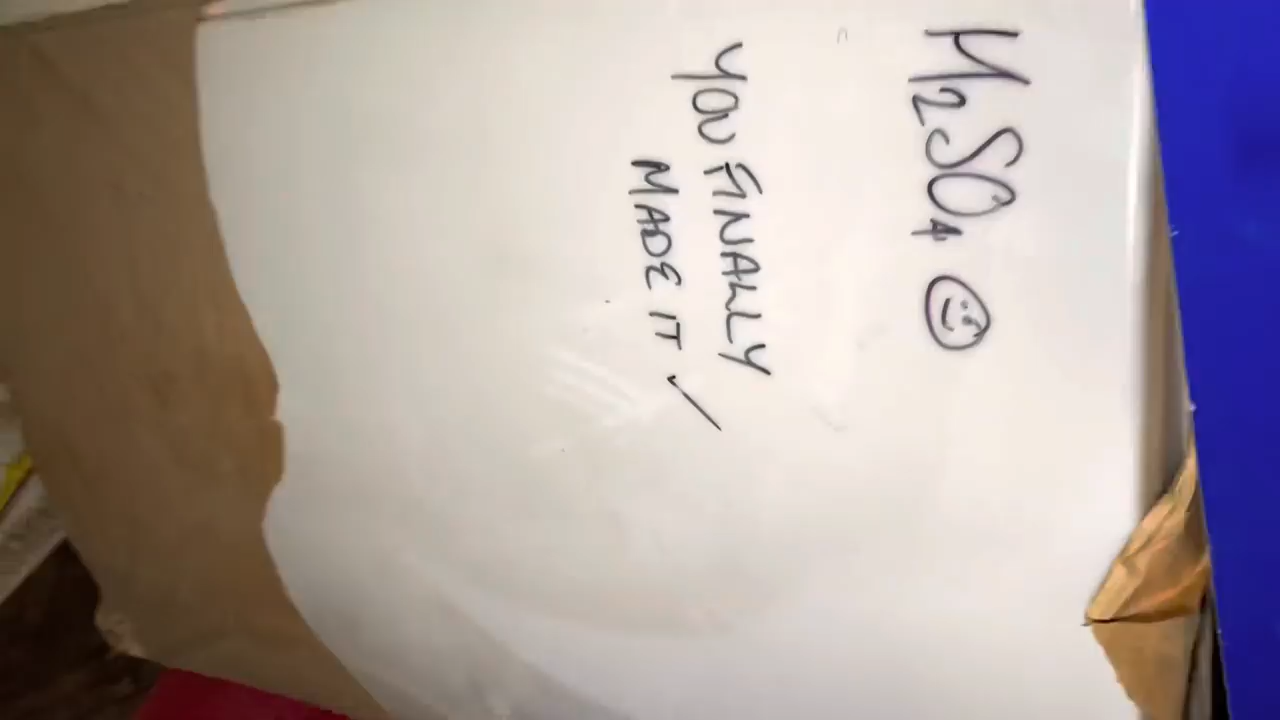 H₂SO₄ ☺
YOU FINALLY
MADE IT ✓